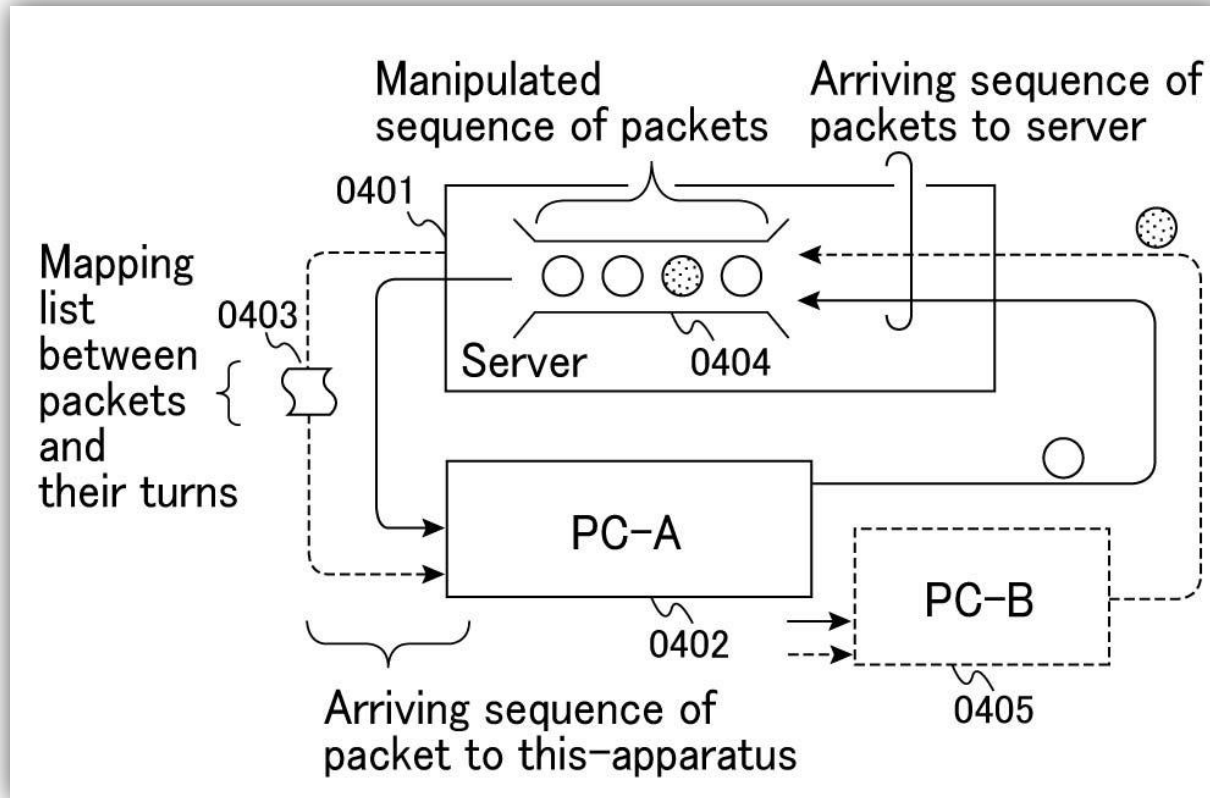 Manipulated
sequence of packets
Arriving sequence of
packets to server
0401
Mapping
list
between
packets
and
their turns
0403
Server
0404
PC-A
0402
PC-B
0405
Arriving sequence of
packet to this-apparatus